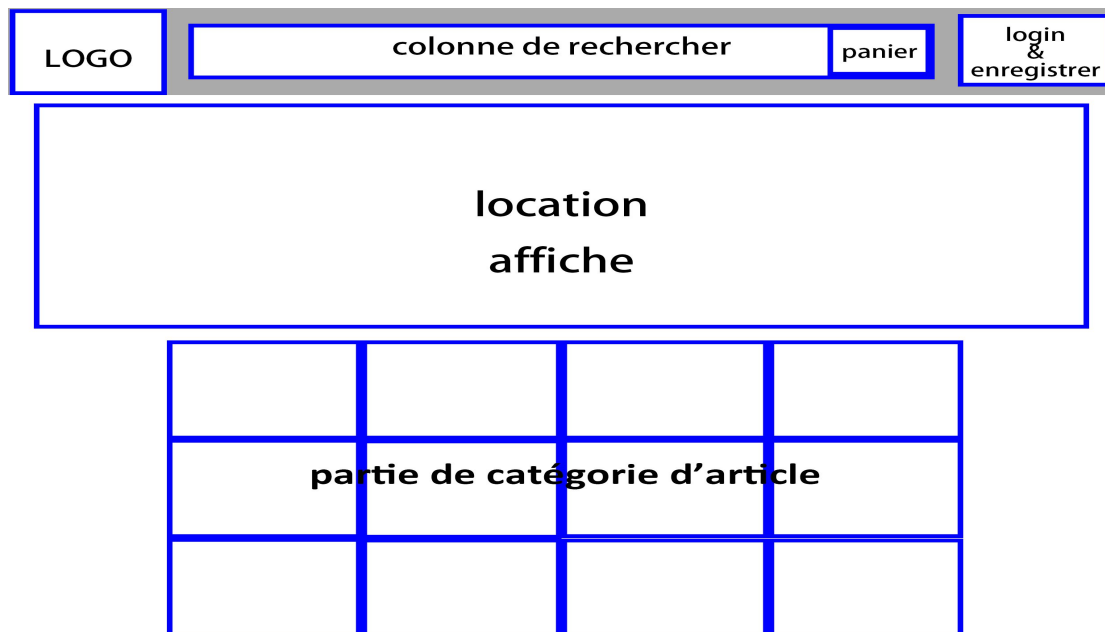 LOGO
colonne de rechercher
panier
login
&
enregistrer
location
affiche
partie de catégorie d’article